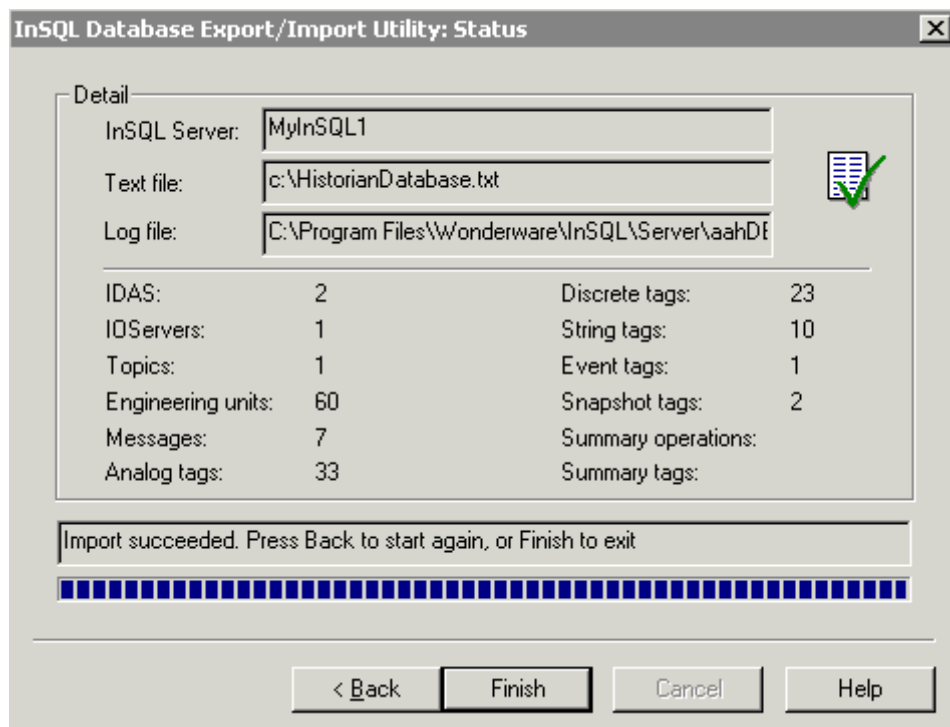 InSQL Database Export/Import Utility: Status
Detail
InSQL Server: MyInSQL1
Text file: c:\HistorianDatabase.txt
Log file: C:\Program Files\Wonderware\InSQL\Server\aahDE
IDAS: 2 Discrete tags: 23
IOServers: 1 String tags: 10
Topics: 1 Event tags: 1
Engineering units: 60 Snapshot tags: 2
Messages: 7 Summary operations:
Analog tags: 33 Summary tags:
Import succeeded. Press Back to start again, or Finish to exit
< Back Finish Cancel Help